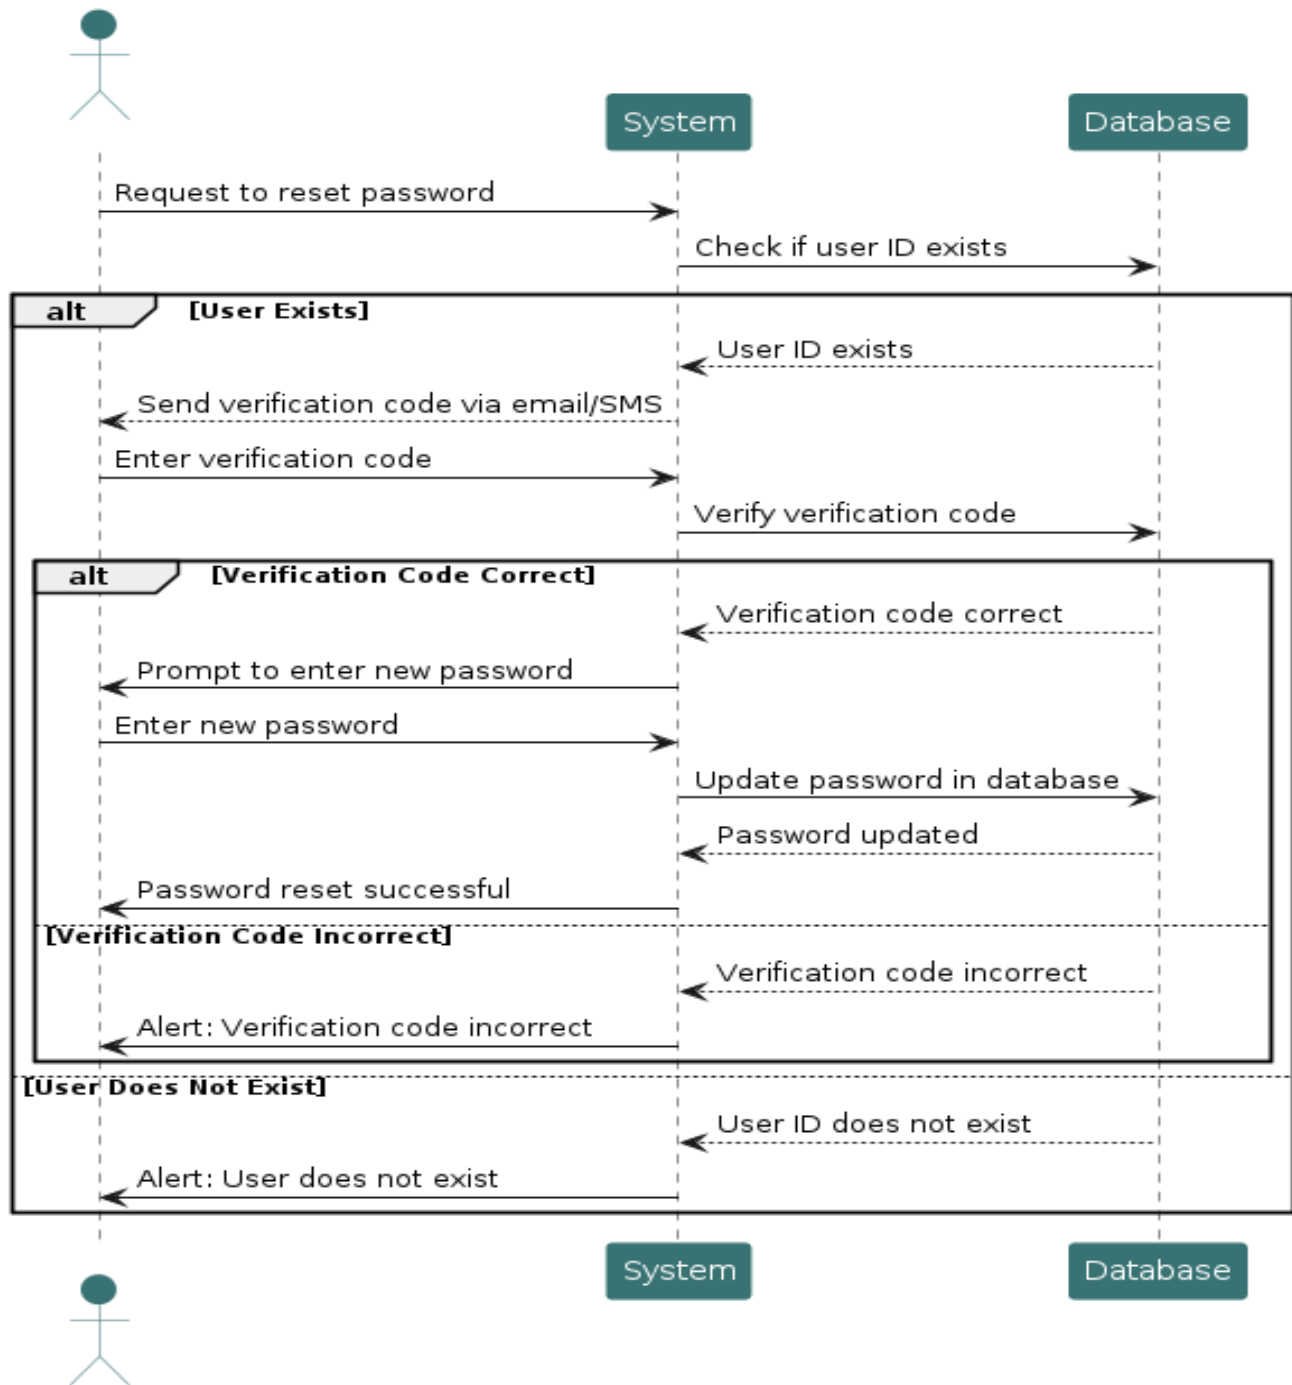 System
Database
Request to reset password
Check if user ID exists
alt [User Exists]
User ID exists
Send verification code via email/SMS
Enter verification code
Verify verification code
alt [Verification Code Correct]
Verification code correct
Prompt to enter new password
Enter new password
Update password in database
Password updated
Password reset successful
[Verification Code Incorrect]
Verification code incorrect
Alert: Verification code incorrect
[User Does Not Exist]
User ID does not exist
Alert: User does not exist
System
Database